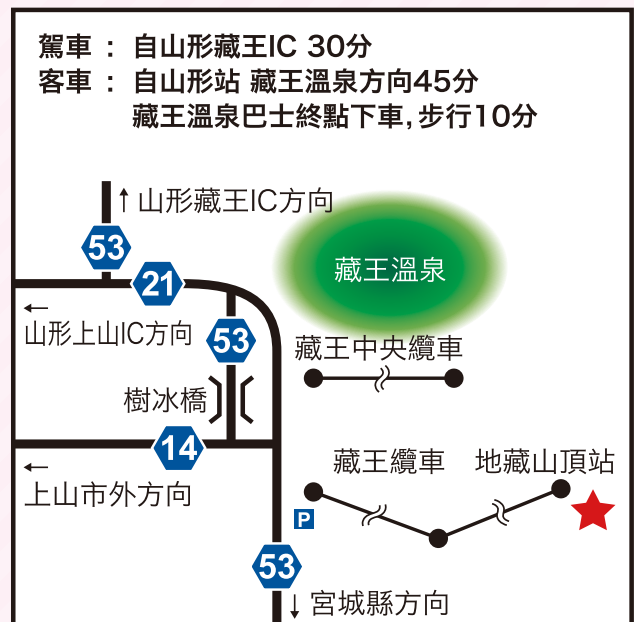 駕車 : 自山形藏王IC 30分
客車 : 自山形站 藏王溫泉方向45分
藏王溫泉巴士終點下車,步行10分
↑山形藏王IC方向
53
21
藏王溫泉
←
山形上山IC方向
53
藏王中央纜車
樹冰橋
14
藏王纜車
地藏山頂站
←
上山市外方向
P
53
↓宮城縣方向